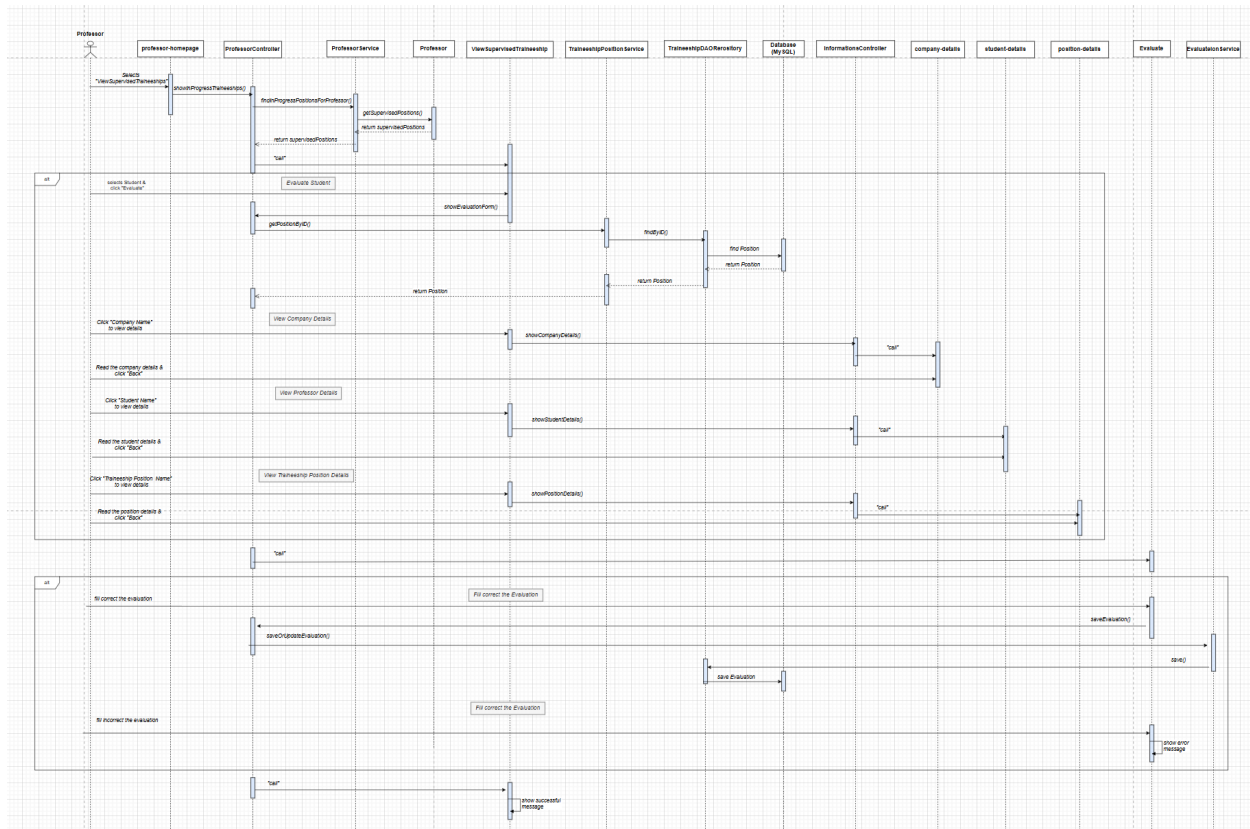 Professor
professor-homepage
ProfessorController
ProfessorService
Professor
ViewSupervisedTraineeship
TraineeshipPositionService
TraineeshipDAORerository
Database
(MySQL)
InformationsController
company-details
student-details
position-details
Evaluate
EvaluateionService
Selects
"ViewSupervisedTraineeships"
showInProgressTraineeships()
findInProgressPositionsForProfessor()
getSupervisedPositions()
return supervisedPositions
return supervisedPositions
"call"
alt
selects Student &
click "Evaluate"
Evaluate Student
showEvaluationForm()
getPositionByID()
findByID()
find Position
return Position
return Position
return Position
View Company Details
Click "Company Name"
to view details
showCompanyDetails()
"call"
Read the company details &
click "Back"
View Professor Details
Click "Student Name"
to view details
showStudentDetails()
"call"
Read the student details &
click "Back"
View Traineeship Position Details
Click "Traineeship Position Name"
to view details
showPositionDetails()
"call"
Read the position details &
click "Back"
"call"
alt
Fill correct the Evaluation
fill correct the evaluation
saveEvaluation()
saveOrUpdateEvaluation()
save()
save Evaluation
Fill correct the Evaluation
fill incorrect the evaluation
show error
message
"call"
show successful
message